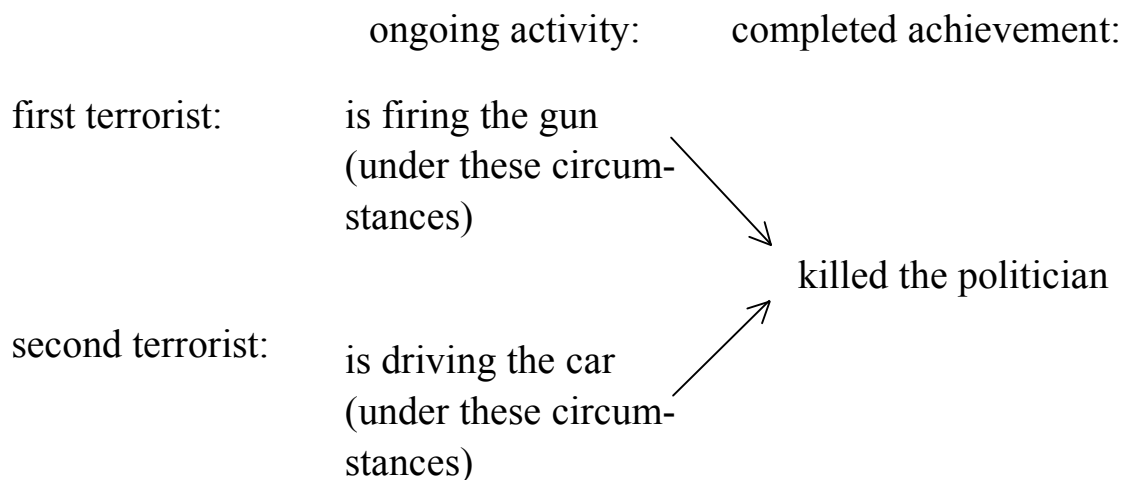 ongoing activity: completed achievement:
first terrorist: is firing the gun
(under these circum-
stances)
killed the politician
second terrorist: is driving the car
(under these circum-
stances)